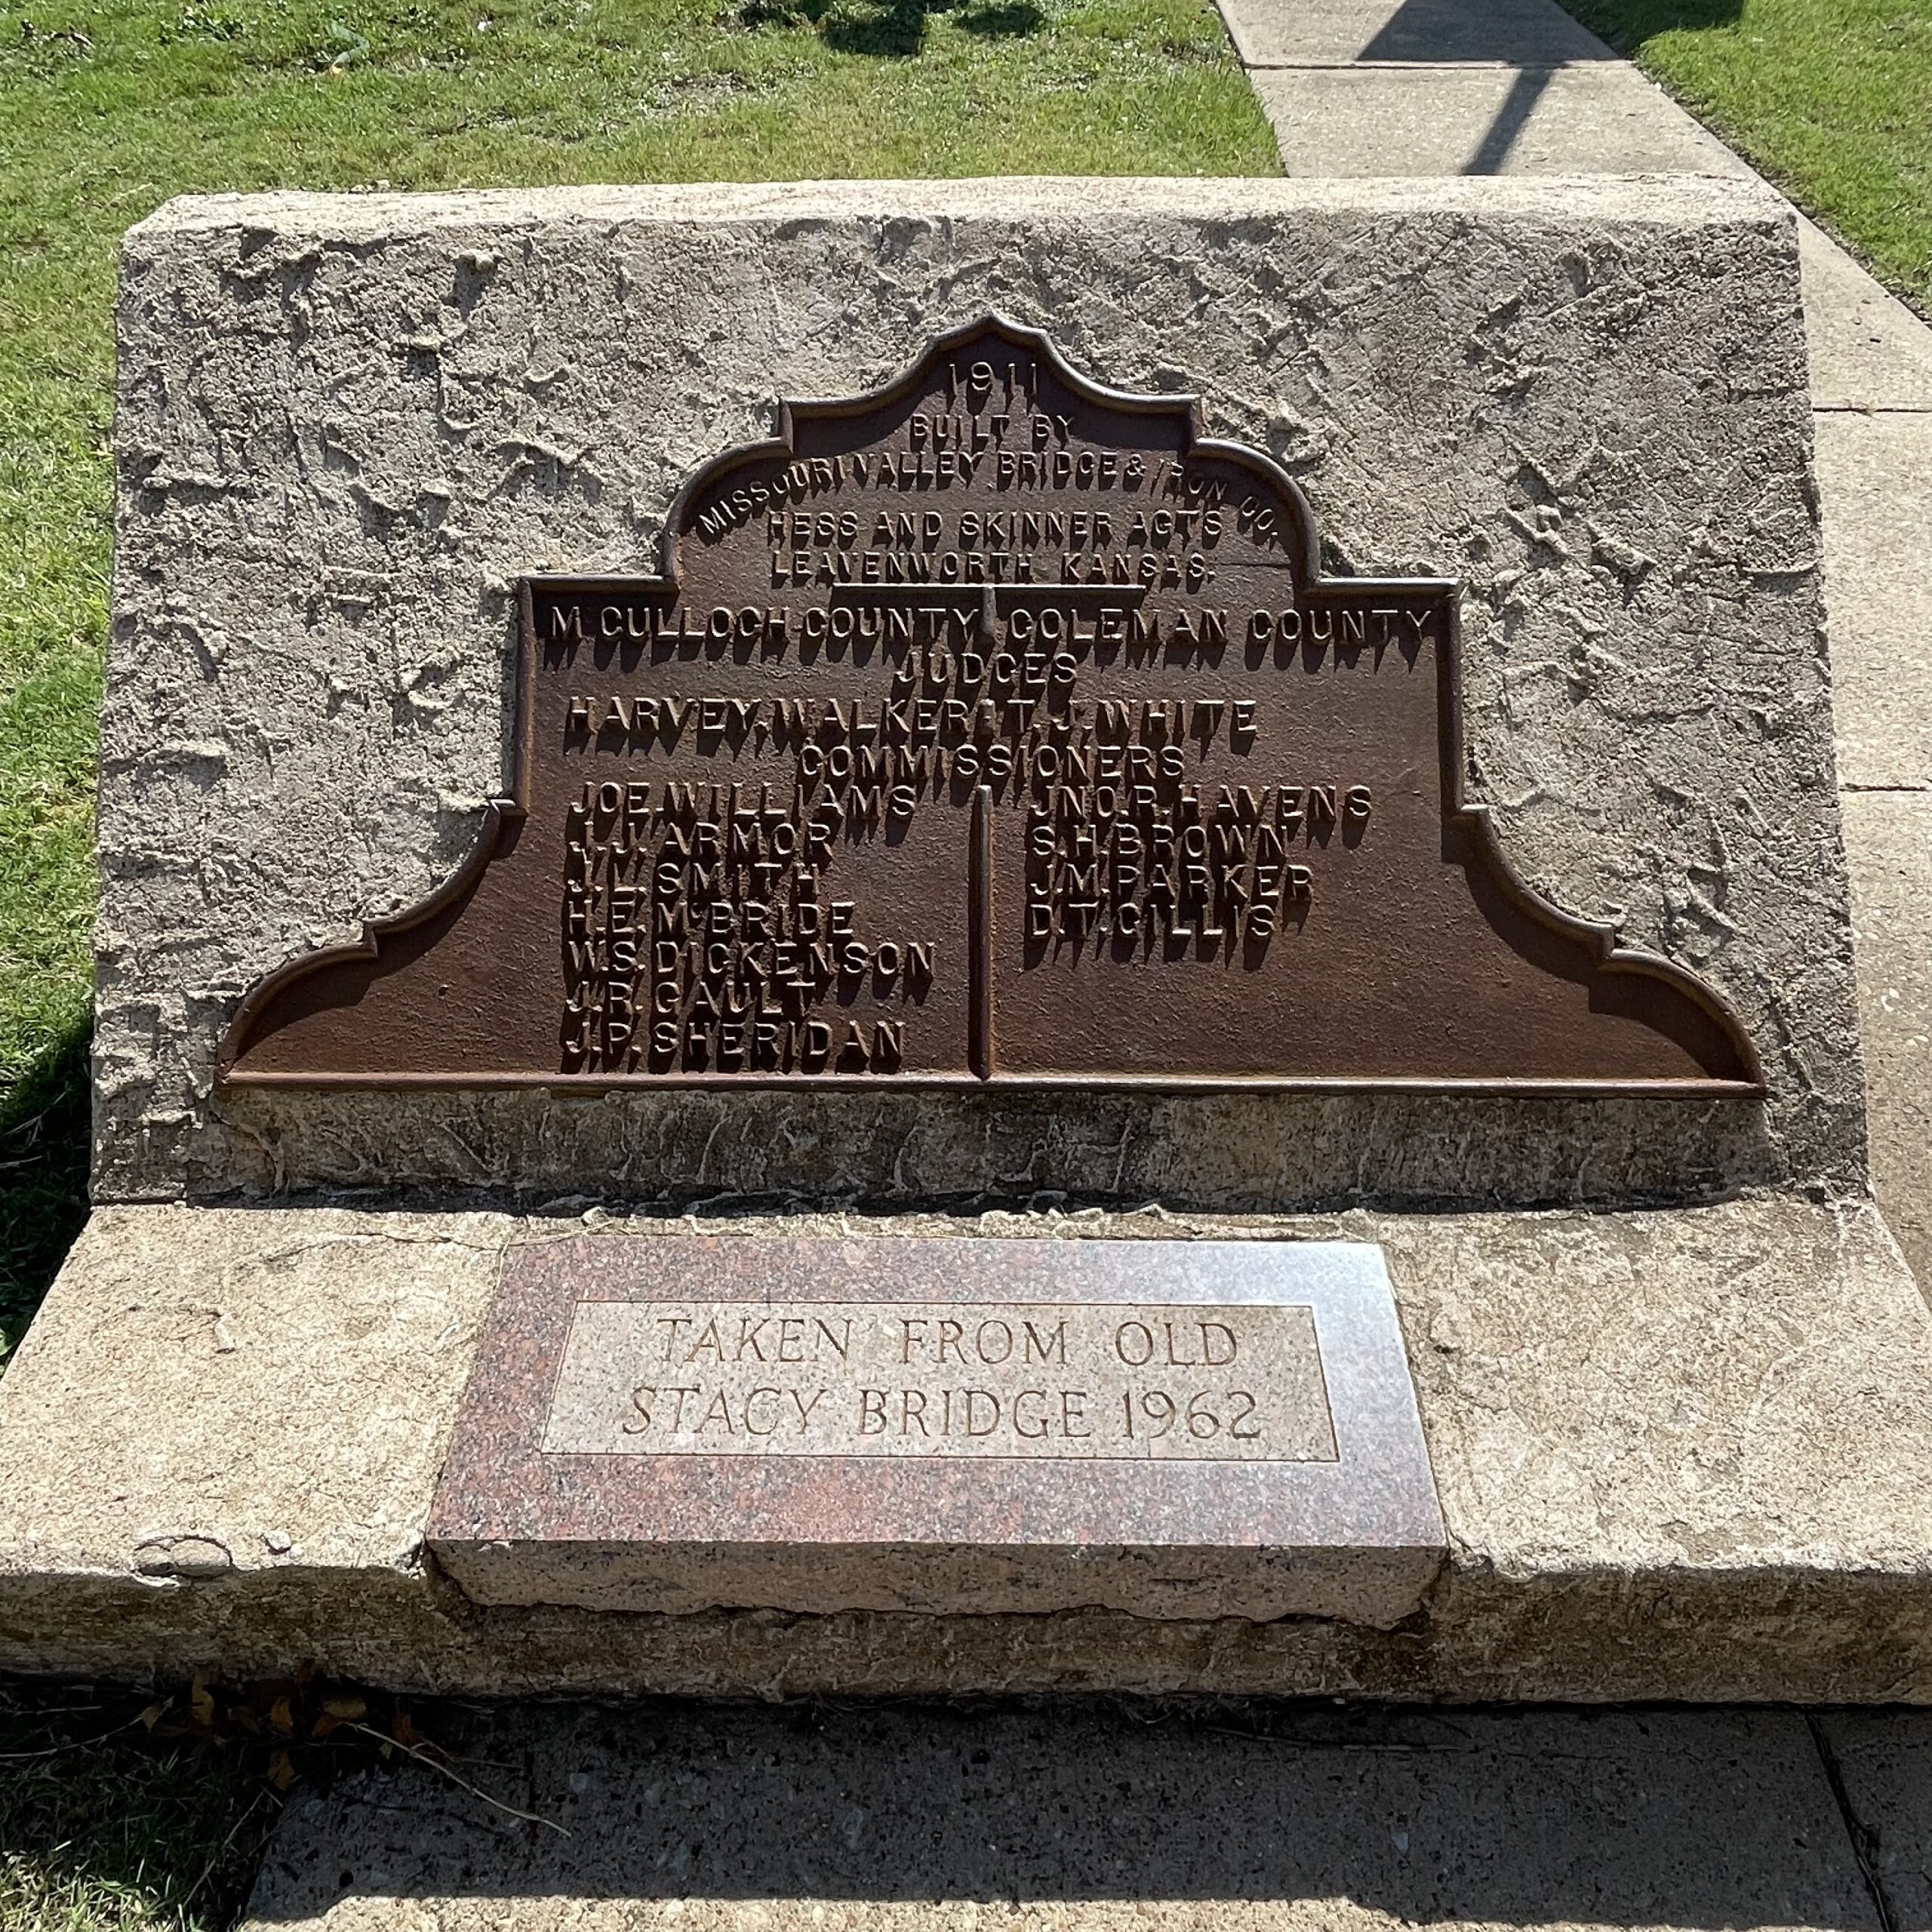 1911
BUILT BY
MISSOURI VALLEY BRIDGE & IRON CO.
HESS AND SKINNER AGTS
LEAVENWORTH KANSAS.
McCULLOCH COUNTY COLEMAN COUNTY
JUDGES
HARVEY.WALKER T.J.WHITE
COMMISSIONERS
JOE.WILLIAMS JNO.R.HAVENS
J.J.ARMOR S.H.BROWN
J.L.SMITH J.M.PARKER
H.E.McBRIDE D.T.GILLIS
W.S.DICKENSON
J.R.GAULT
J.P.SHERIDAN
TAKEN FROM OLD
STACY BRIDGE 1962